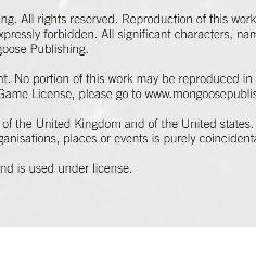 ng. All rights reserved. Reproduction of this work
xpressly forbidden. All significant characters, nam
goose Publishing.
nt. No portion of this work may be reproduced in
Game License, please go to www.mongoosepublis
of the United Kingdom and of the United states.
ganisations, places or events is purely coincidenta
nd is used under license.